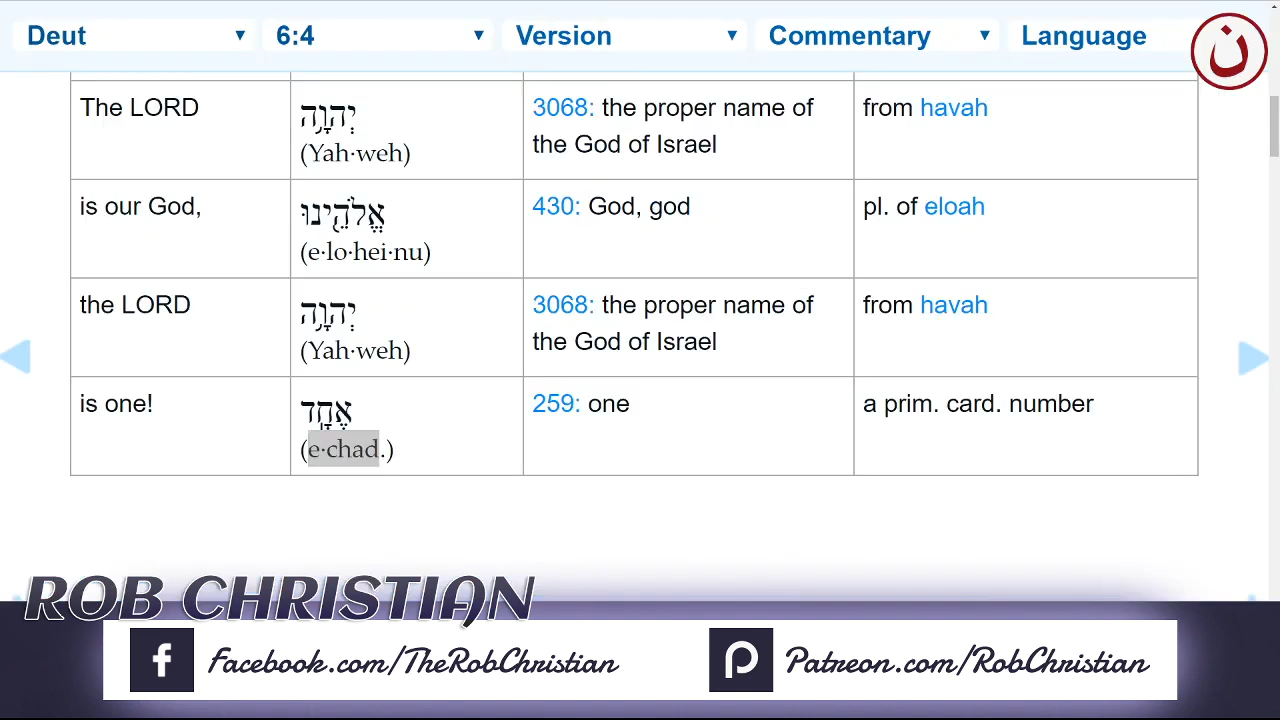 Deut ▼ 6:4 ▼ Version ▼ Commentary ▼ Language
ن
The LORD
יְהוָ֥ה
(Yah·weh)
3068: the proper name of
the God of Israel
from havah
is our God,
אֱלֹהֵ֖ינוּ
(e·lo·hei·nu)
430: God, god
pl. of eloah
the LORD
יְהוָ֥ה
(Yah·weh)
3068: the proper name of
the God of Israel
from havah
is one!
אֶחָֽד
(e·chad.)
259: one
a prim. card. number
ROB CHRISTIAN
Facebook.com/TheRobChristian
Patreon.com/RobChristian